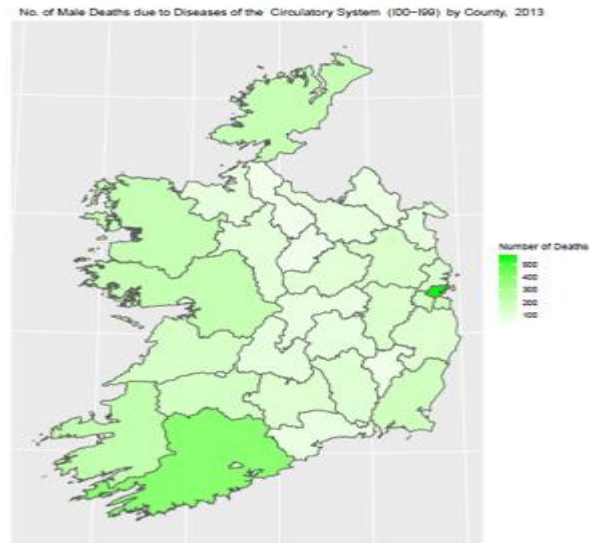 No. of Male Deaths due to Diseases of the Circulatory System (I00-I99) by County, 2013
Number of Deaths
500
400
300
200
100